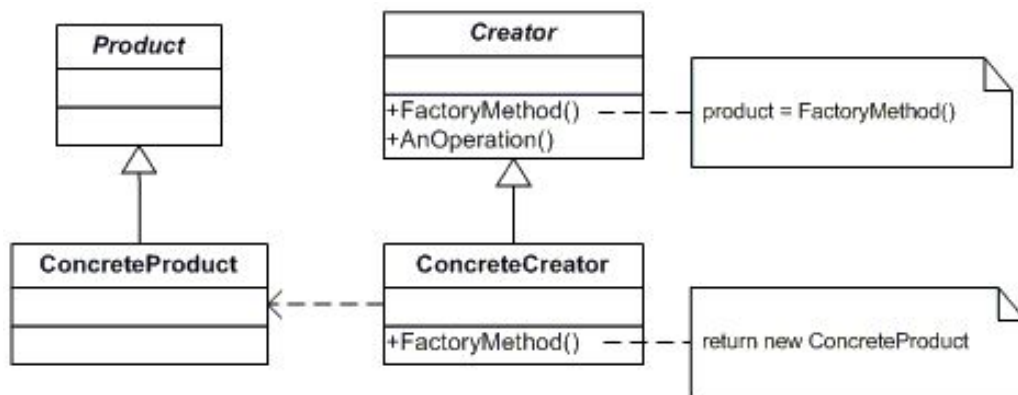 Product
Creator
+FactoryMethod()
+AnOperation()
product = FactoryMethod()
ConcreteProduct
ConcreteCreator
+FactoryMethod()
return new ConcreteProduct